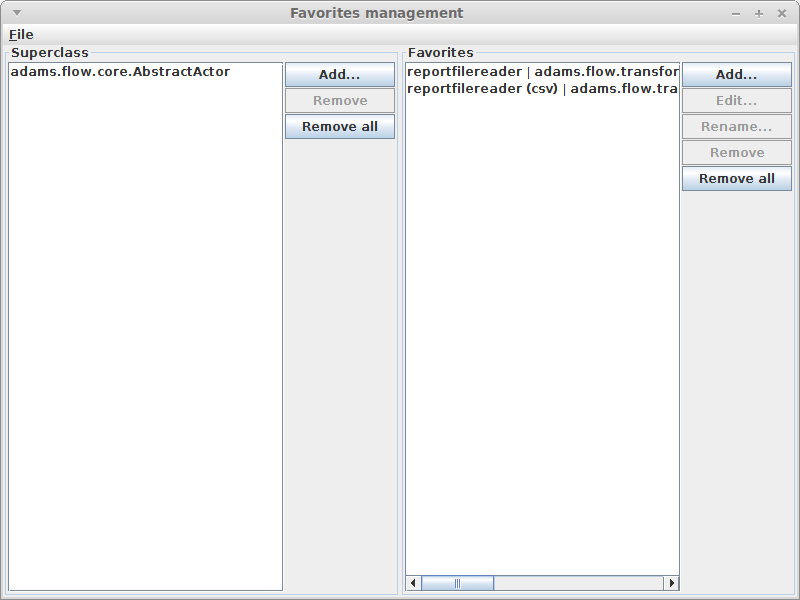 Favorites management
File
Superclass
adams.flow.core.AbstractActor
Add...
Remove
Remove all
Favorites
reportfilereader | adams.flow.transfor
reportfilereader (csv) | adams.flow.tra
Add...
Edit...
Rename...
Remove
Remove all